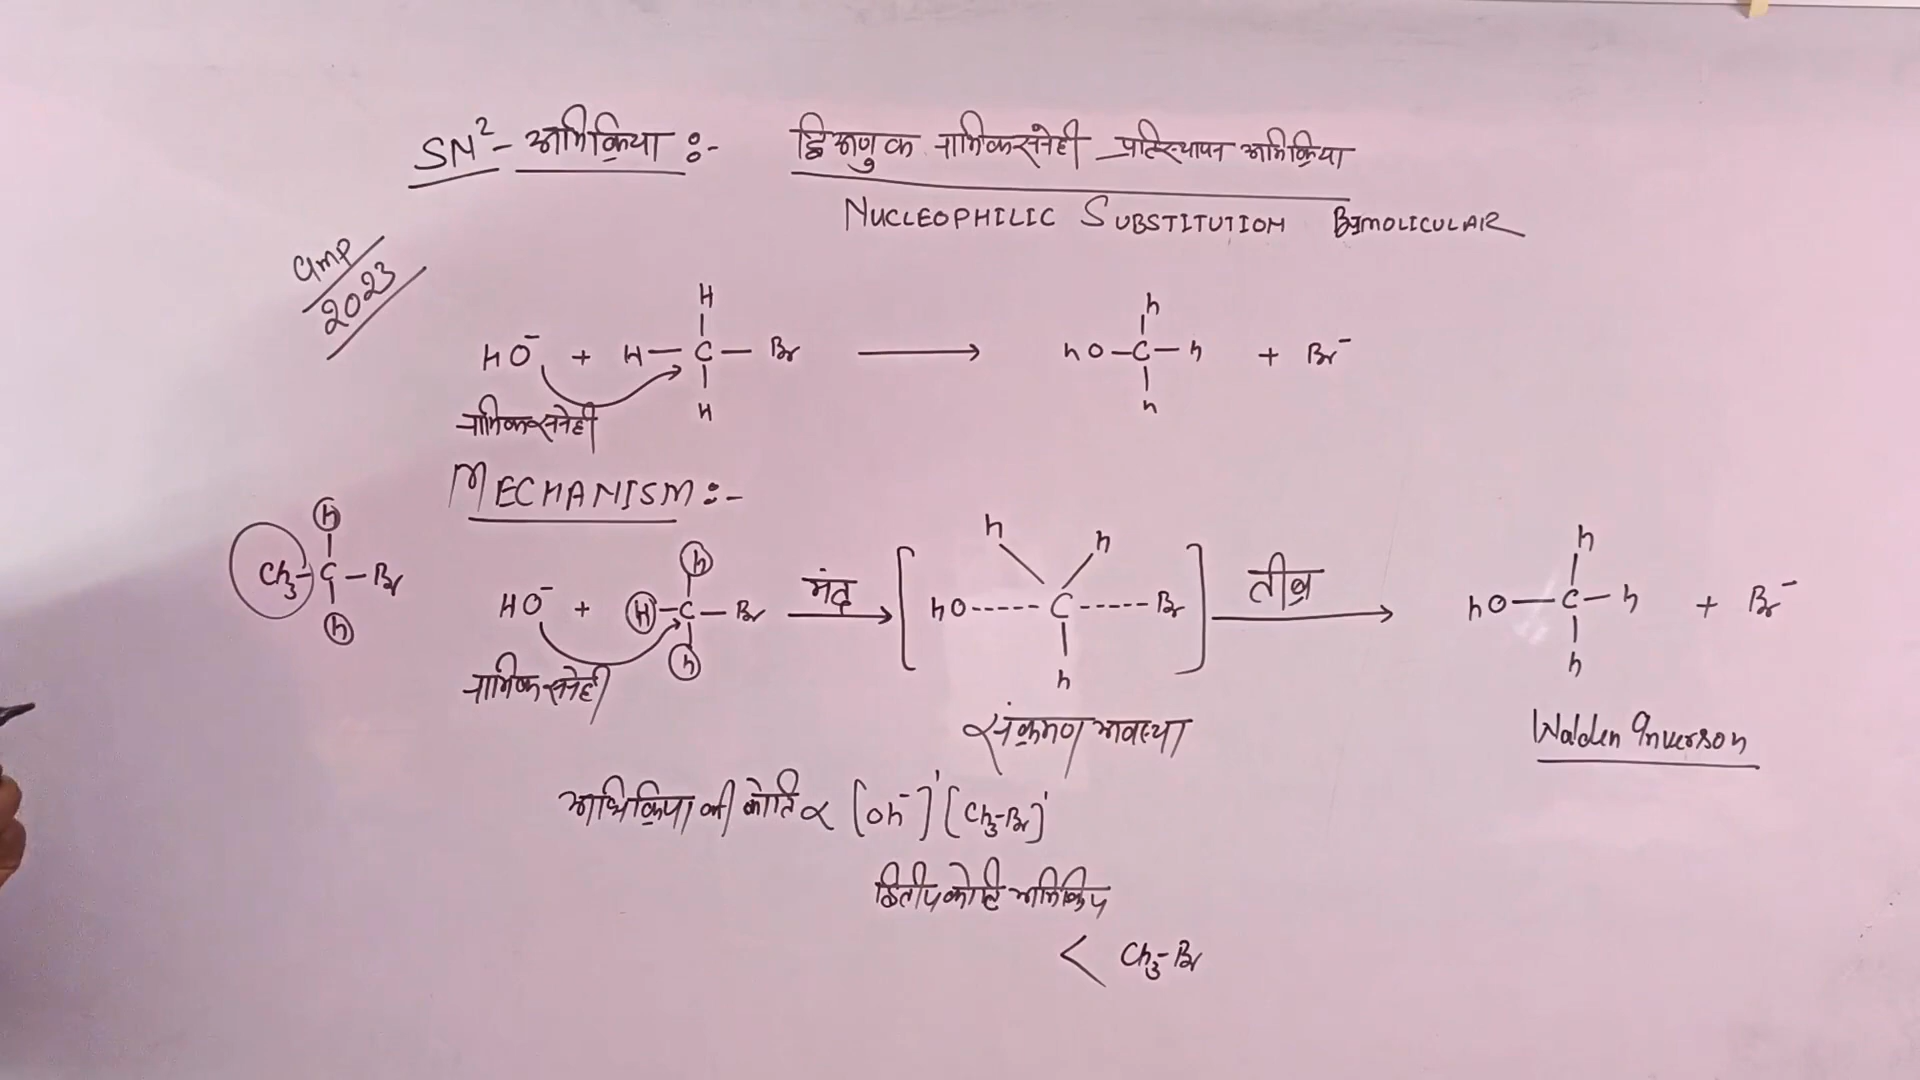 SN² - अभिक्रिया :- द्विअणुक नाभिकस्नेही प्रतिस्थापन अभिक्रिया
NUCLEOPHILIC SUBSTITUTION BIMOLICULAR
Imp
2023
H
HO⁻ + H — C — Br ⟶ hO — C — h + Br⁻
H
h
h
नाभिकस्नेही
MECHANISM :-
h
Ch₃ - C - Br
h
h
HO⁻ + H - C - Br मंद ⟶ [ hO ----- C ----- Br ] तीव्र ⟶ hO — C — h + Br⁻
h
h
h
h
h
h
नाभिकस्नेही
संक्रमण अवस्था
Walden Inverson
अभिक्रिया की कोटि ∝ [Oh⁻]¹ [Ch₃-Br]¹
द्वितीय कोटि अभिक्रिय
< Ch₃-Br